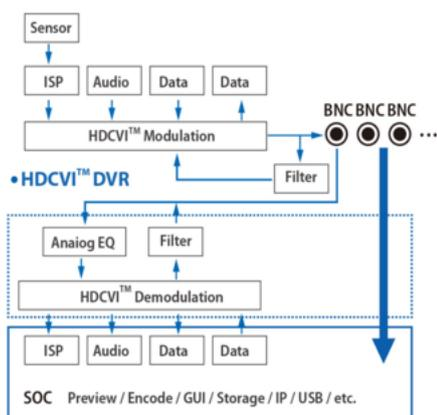 Sensor
ISP Audio Data Data
BNC BNC BNC
HDCVI™ Modulation
...
Filter
•HDCVI™ DVR
Anaiog EQ Filter
HDCVI™ Demodulation
ISP Audio Data Data
SOC Preview / Encode / GUI / Storage / IP / USB / etc.